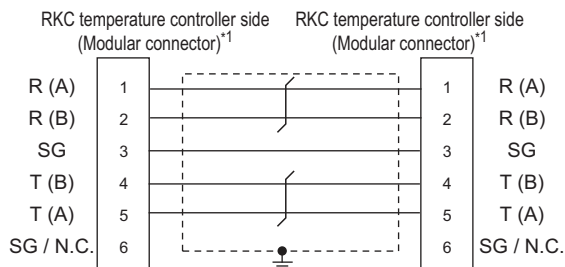 RKC temperature controller side RKC temperature controller side
(Modular connector)*1 (Modular connector)*1
R (A) 1 1 R (A)
R (B) 2 2 R (B)
SG 3 3 SG
T (B) 4 4 T (B)
T (A) 5 5 T (A)
SG / N.C. 6 6 SG / N.C.